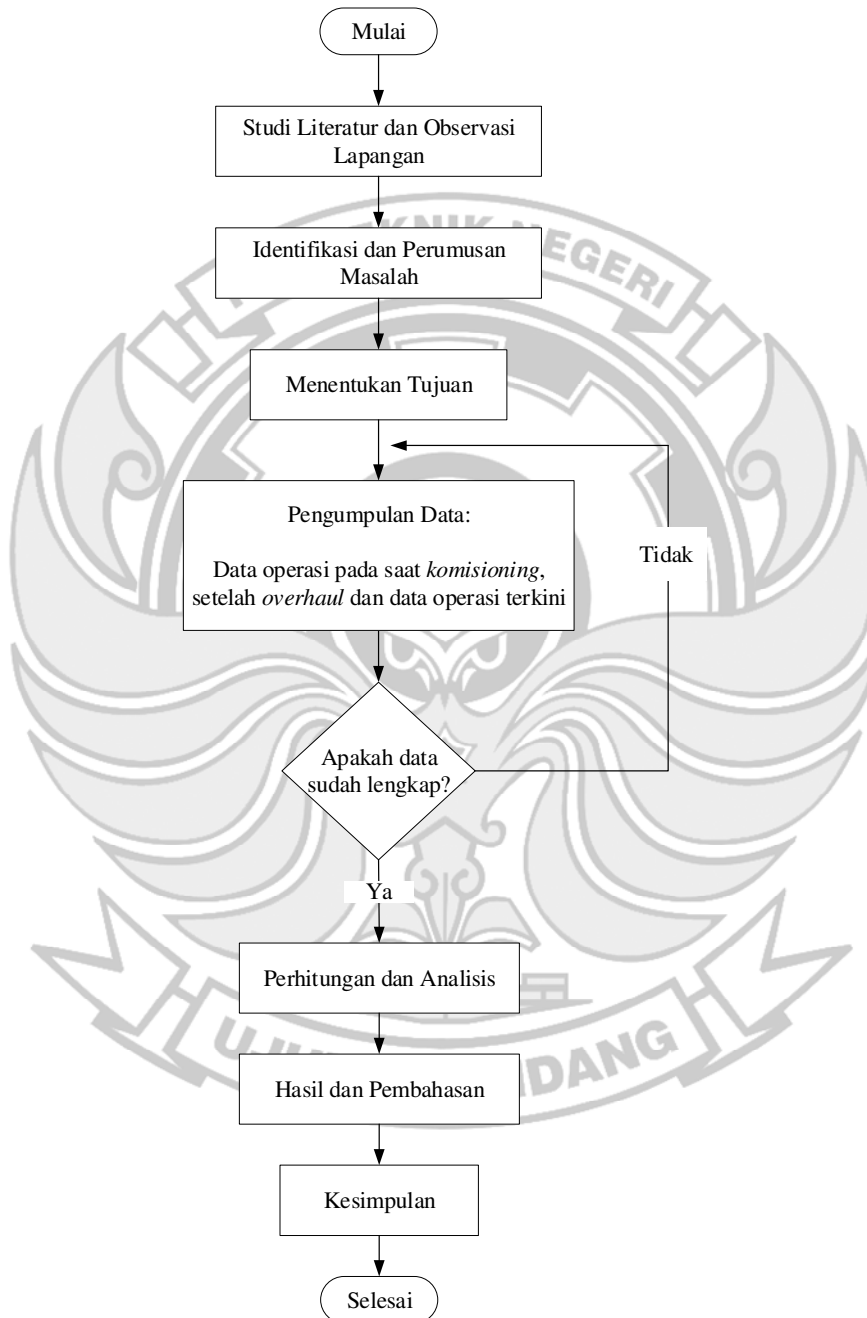 Mulai
Studi Literatur dan Observasi
Lapangan
Identifikasi dan Perumusan
Masalah
Menentukan Tujuan
Pengumpulan Data:
Data operasi pada saat komisioning,
setelah overhaul dan data operasi terkini
Tidak
Apakah data
sudah lengkap?
Ya
Perhitungan dan Analisis
Hasil dan Pembahasan
Kesimpulan
Selesai
NEGERI